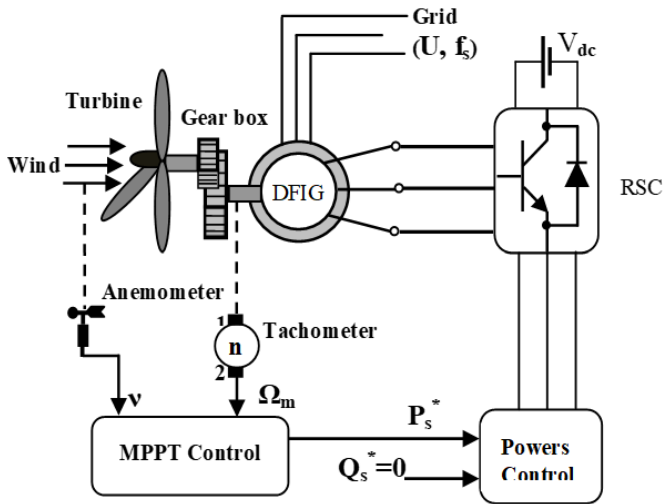 Grid
(U, fs)
Vdc
Turbine
Gear box
Wind
DFIG
RSC
Anemometer
1
Tachometer
n
2
ν
Ωm
Ps*
MPPT Control
Qs*=0
Powers
Control